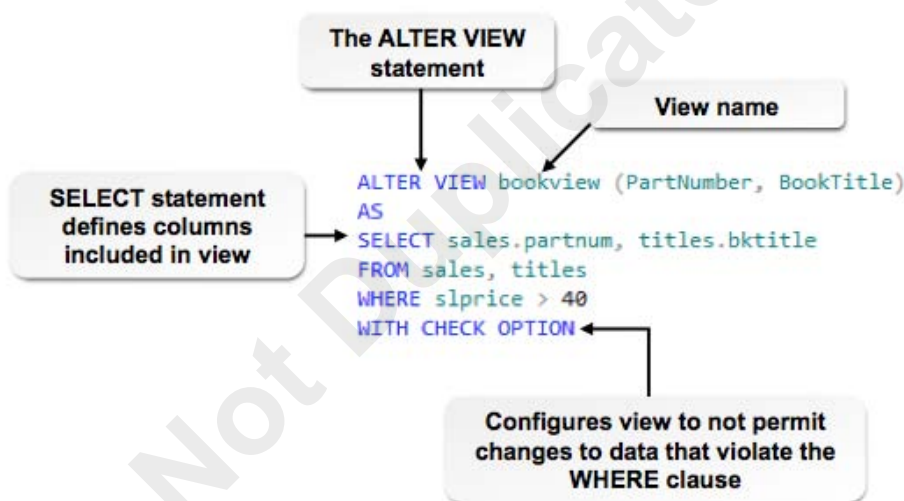 The ALTER VIEW
statement
View name
SELECT statement
defines columns
included in view
ALTER VIEW bookview (PartNumber, BookTitle)
AS
SELECT sales.partnum, titles.bktitle
FROM sales, titles
WHERE slprice > 40
WITH CHECK OPTION
Configures view to not permit
changes to data that violate the
WHERE clause
Not Duplicate